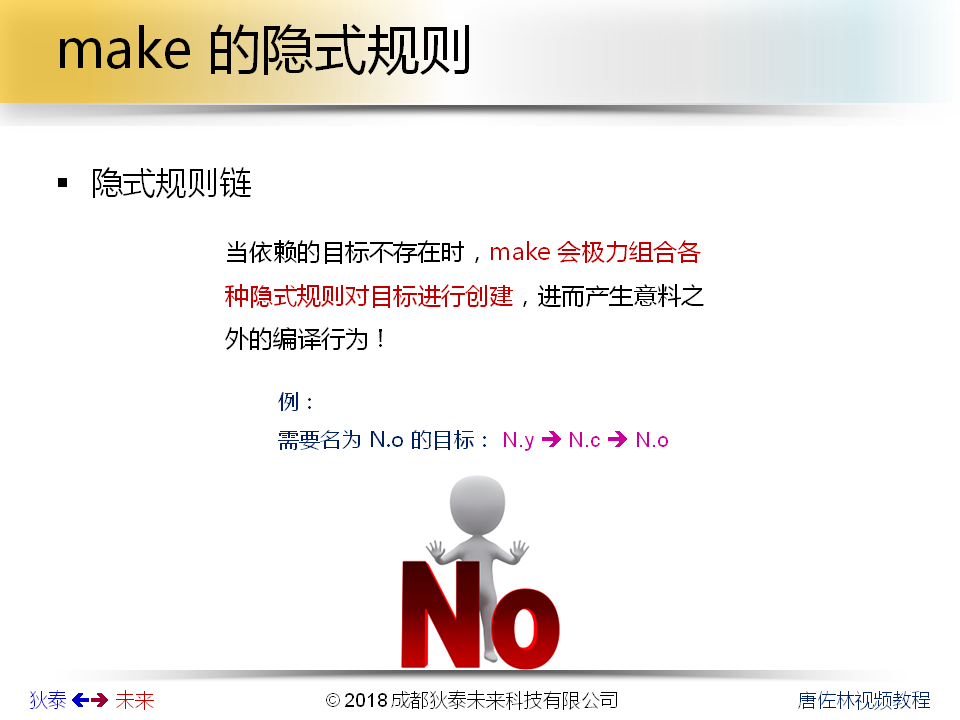 make 的隐式规则
▪ 隐式规则链
当依赖的目标不存在时，make 会极力组合各
种隐式规则对目标进行创建，进而产生意料之
外的编译行为！
例：
需要名为 N.o 的目标： N.y ➔ N.c ➔ N.o
No
狄泰 🡸🡺 未来
© 2018 成都狄泰未来科技有限公司
唐佐林视频教程